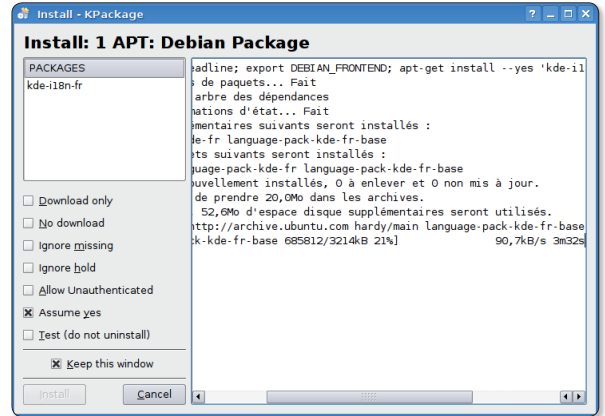 Install - KPackage
Install: 1 APT: Debian Package
PACKAGES
kde-i18n-fr
Download only
No download
Ignore missing
Ignore hold
Allow Unauthenticated
Assume yes
Test (do not uninstall)
Keep this window
Install
Cancel
eadline; export DEBIAN_FRONTEND; apt-get install --yes 'kde-i1
s de paquets... Fait
arbre des dépendances
mations d'état... Fait
émentaires suivants seront installés :
de-fr language-pack-kde-fr-base
ets suivants seront installés :
guage-pack-kde-fr language-pack-kde-fr-base
ouvellement installés, 0 à enlever et 0 non mis à jour.
de prendre 20,0Mo dans les archives.
52,6Mo d'espace disque supplémentaires seront utilisés.
http://archive.ubuntu.com hardy/main language-pack-kde-fr-base
ck-kde-fr-base 685812/3214kB 21%] 90,7kB/s 3m32s